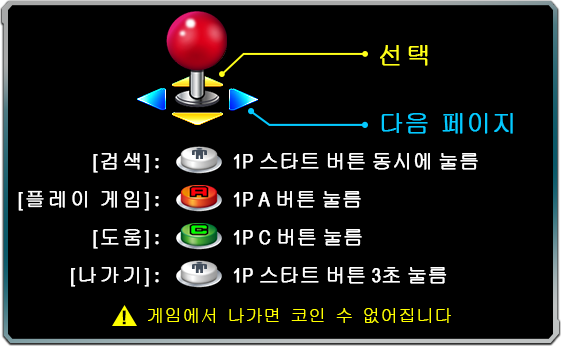 선택
다음 페이지
[검색]: 1P 스타트 버튼 동시에 눌름
[플레이 게임]: A 1P A 버튼 눌름
[도움]: C 1P C 버튼 눌름
[나가기]: 1P 스타트 버튼 3초 눌름
게임에서 나가면 코인 수 없어집니다